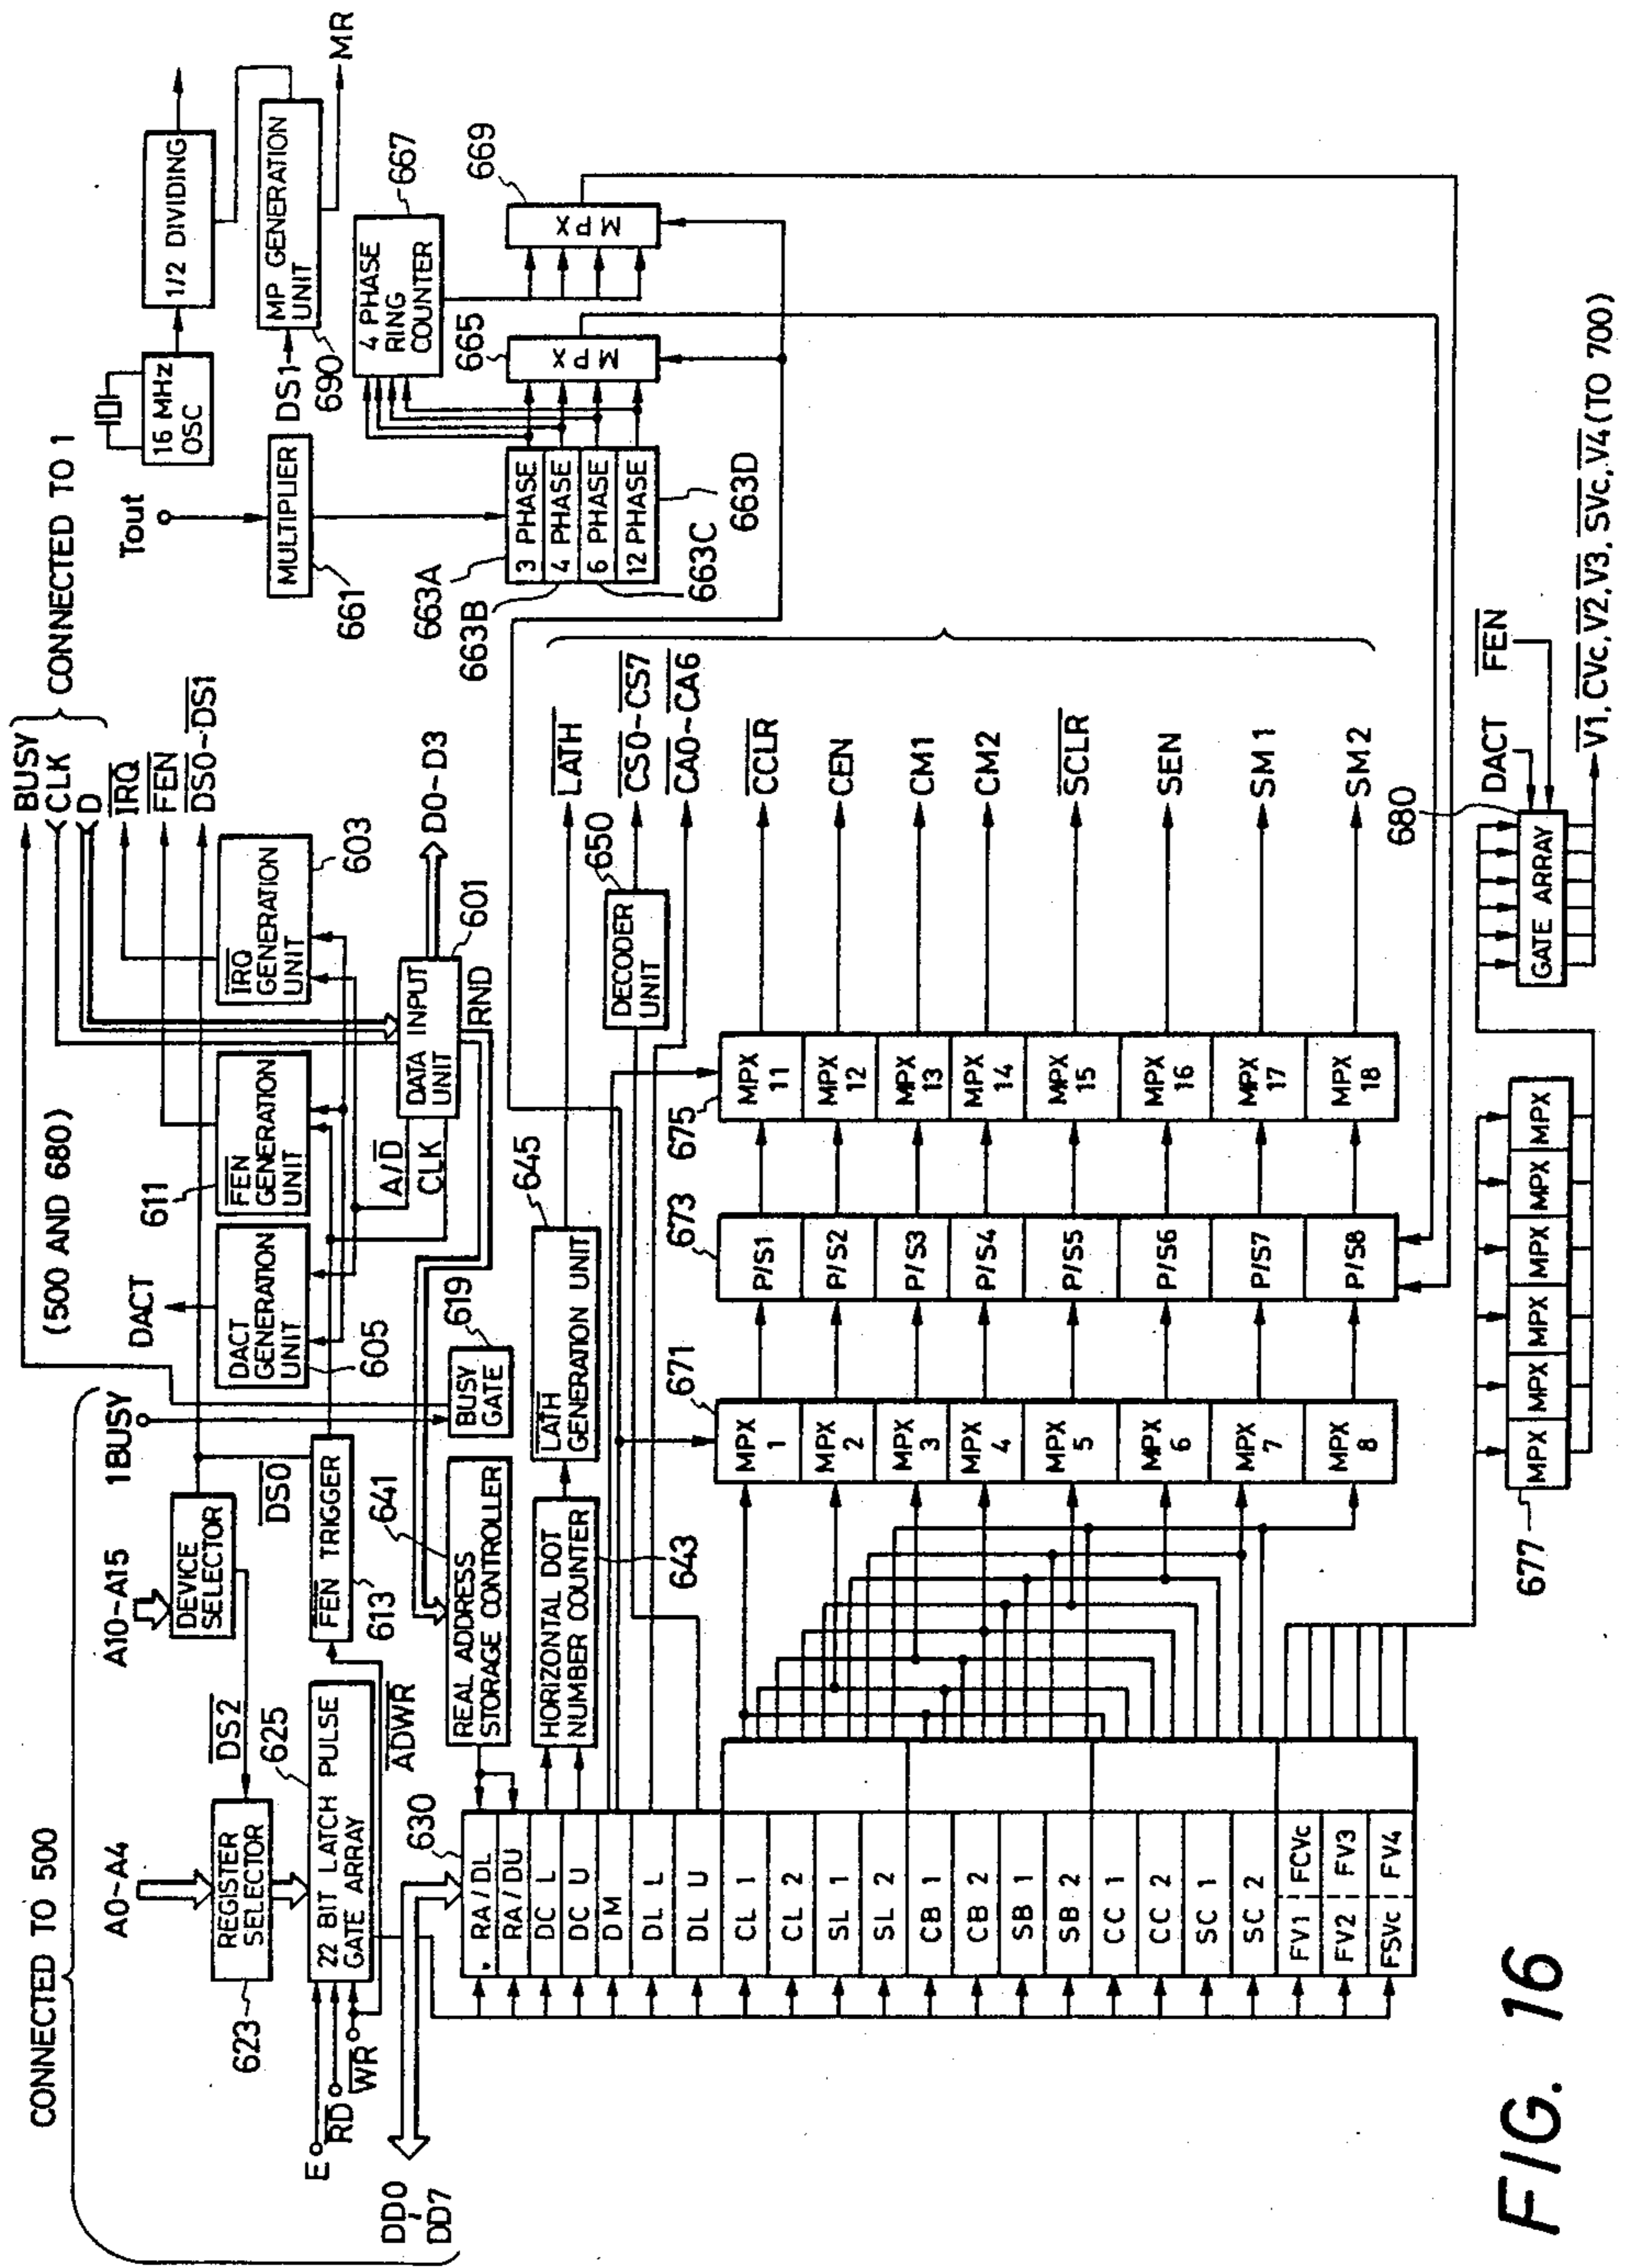 CONNECTED TO 500
A0~A4
A10~A15
1BUSY
(500 AND 680)
BUSY
CLK
D
CONNECTED TO 1
IRQ
FEN
DS0~DS1
DACT
Tout
16 MHz
OSC
1/2 DIVIDING
MP GENERATION
UNIT
MR
DS1
690
MULTIPLIER
661
E
RD
WR
REGISTER
SELECTOR
623
DS2
DEVICE
SELECTOR
22 BIT LATCH PULSE
GATE ARRAY
625
ADWR
DS0
FEN TRIGGER
613
DACT
GENERATION
UNIT
605
FEN
GENERATION
UNIT
611
IRQ
GENERATION
UNIT
603
A/D
CLK
DATA INPUT
UNIT
601
RND
D0~D3
BUSY
GATE
619
3 PHASE
4 PHASE
6 PHASE
12 PHASE
663A
663B
663C
663D
4 PHASE
RING
COUNTER
667
MPX
665
MPX
669
DD0
~
DD7
630
REAL ADDRESS
STORAGE CONTROLLER
641
HORIZONTAL DOT
NUMBER COUNTER
643
LATH
GENERATION UNIT
645
LATH
DECODER
UNIT
650
CS0~CS7
CA0~CA6
RA/DL
RA/DU
DC L
DC U
DM
DL L
DL U
CL 1
CL 2
SL 1
SL 2
CB 1
CB 2
SB 1
SB 2
CC 1
CC 2
SC 1
SC 2
FV1 FCVc
FV2 FV3
FSVc FV4
671
MPX 1
MPX 2
MPX 3
MPX 4
MPX 5
MPX 6
MPX 7
MPX 8
673
P/S1
P/S2
P/S3
P/S4
P/S5
P/S6
P/S7
P/S8
675
MPX 11
MPX 12
MPX 13
MPX 14
MPX 15
MPX 16
MPX 17
MPX 18
CCLR
CEN
CM1
CM2
SCLR
SEN
SM1
SM2
677
MPX MPX MPX MPX MPX MPX
680
GATE ARRAY
DACT
FEN
V1, CVc, V2, V3, SVc, V4 (TO 700)
FIG. 16